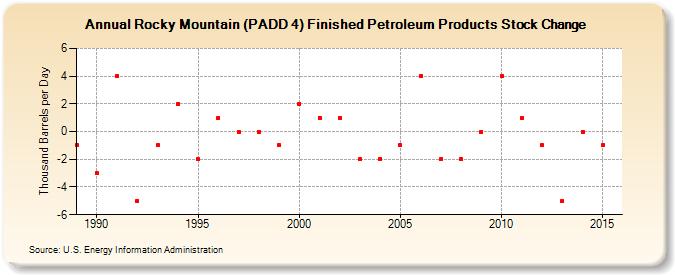 Annual Rocky Mountain (PADD 4) Finished Petroleum Products Stock Change
Thousand Barrels per Day
6
4
2
0
-2
-4
-6
1990 1995 2000 2005 2010 2015
Source: U.S. Energy Information Administration